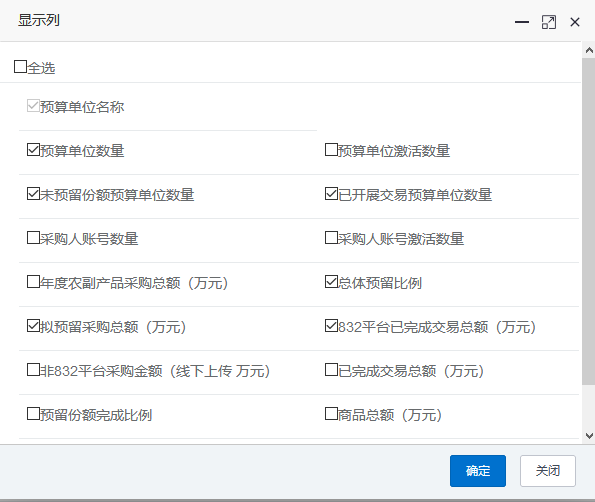 显示列
全选
预算单位名称
预算单位数量
预算单位激活数量
未预留份额预算单位数量
已开展交易预算单位数量
采购人账号数量
采购人账号激活数量
年度农副产品采购总额（万元）
总体预留比例
拟预留采购总额（万元）
832平台已完成交易总额（万元）
非832平台采购金额（线下上传 万元）
已完成交易总额（万元）
预留份额完成比例
商品总额（万元）
确定
关闭